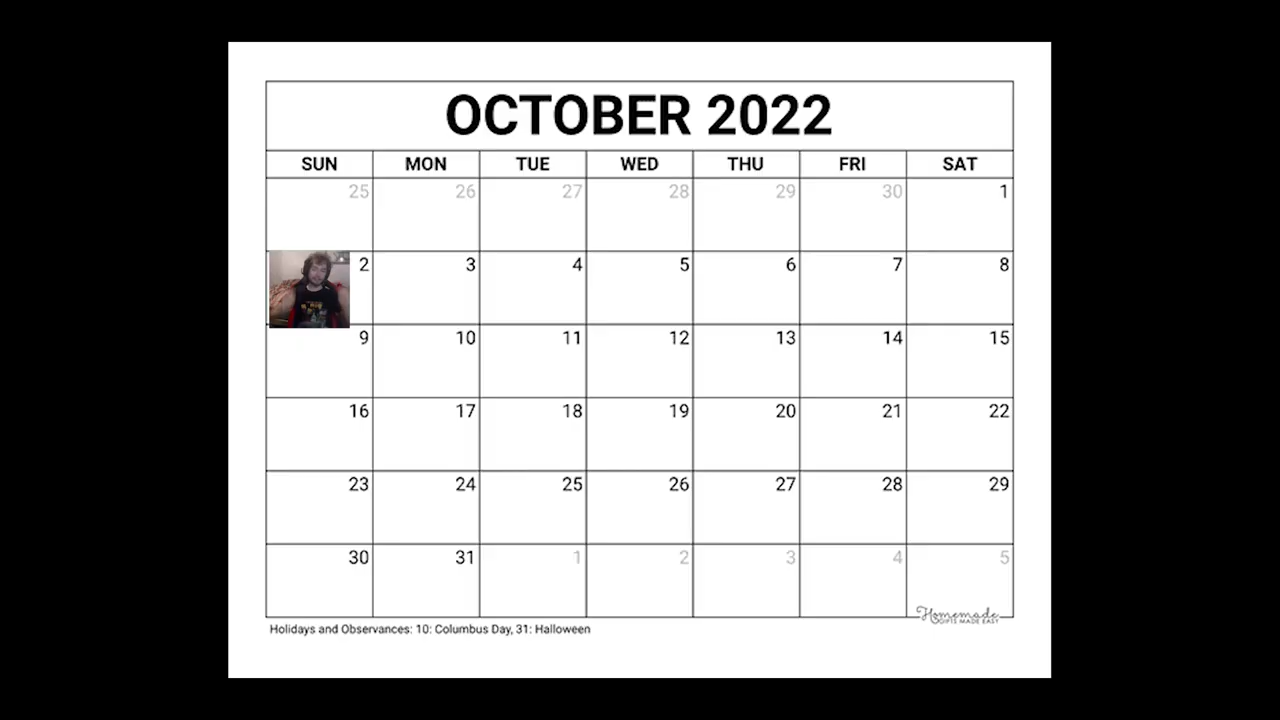 OCTOBER 2022
SUN MON TUE WED THU FRI SAT
25 26 27 28 29 30 1
2 3 4 5 6 7 8
9 10 11 12 13 14 15
16 17 18 19 20 21 22
23 24 25 26 27 28 29
30 31 1 2 3 4 5
Homemade
GIFTS MADE EASY
Holidays and Observances: 10: Columbus Day, 31: Halloween